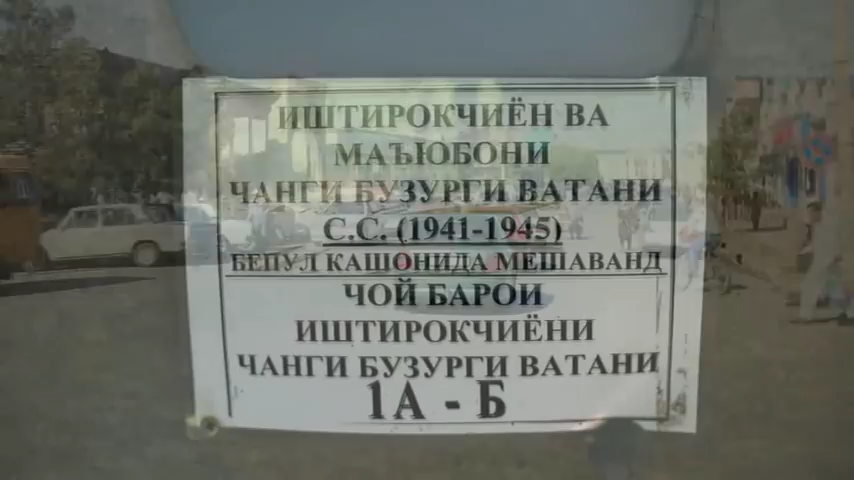 ИШТИРОКЧИЁН ВА
МАЪЮБОНИ
ЧАНГИ БУЗУРГИ ВАТАНИ
С.С. (1941-1945)
БЕПУЛ КАШОНИДА МЕШАВАНД
ЧОЙ БАРОИ
ИШТИРОКЧИЁНИ
ЧАНГИ БУЗУРГИ ВАТАНИ
1А - Б